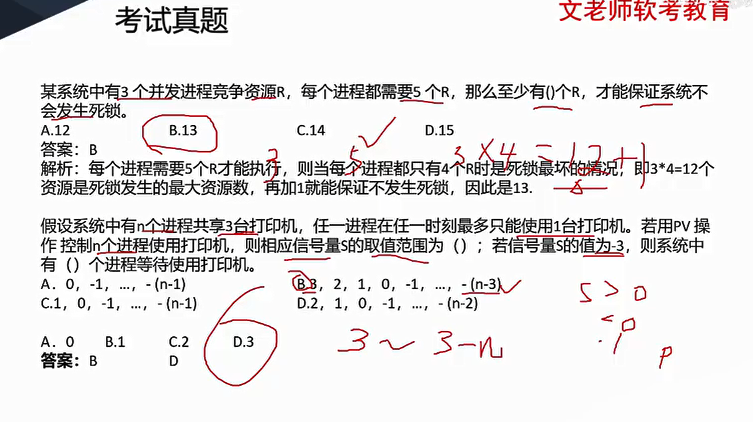 考试真题
文老师软考教育
某系统中有3 个并发进程竞争资源R，每个进程都需要5 个R，那么至少有()个R，才能保证系统不
会发生死锁。
A.12 B.13 C.14 D.15
答案：B
3 5 3 × 4 = 12 + 1
解析：每个进程需要5个R才能执行，则当每个进程都只有4个R时是死锁最坏的情况，即3*4=12个
资源是死锁发生的最大资源数，再加1就能保证不发生死锁，因此是13.
假设系统中有n个进程共享3台打印机，任一进程在任一时刻最多只能使用1台打印机。若用PV 操
作 控制n个进程使用打印机，则相应信号量S的取值范围为（）；若信号量S的值为-3，则系统中
有（）个进程等待使用打印机。
A．0，-1，…，- (n-1) B.3，2，1，0，-1，…，- (n-3)
C.1，0，-1，…，- (n-1) D.2，1，0，-1，…，- (n-2)
S > 0
< 0
-1
P
A．0 B.1 C.2 D.3
3 ~ 3-n
答案：B D